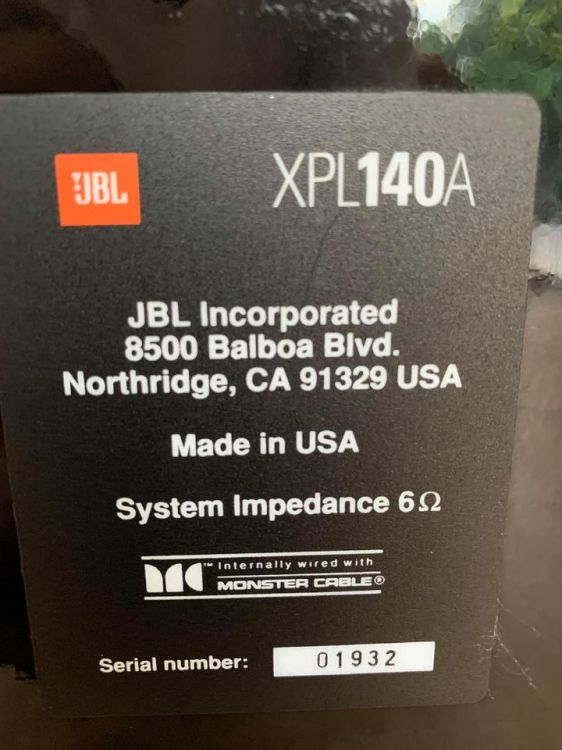 JBL
XPL140A
JBL Incorporated
8500 Balboa Blvd.
Northridge, CA 91329 USA
Made in USA
System Impedance 6Ω
MC™ Internally wired with
MONSTER CABLE®
Serial number: 01932